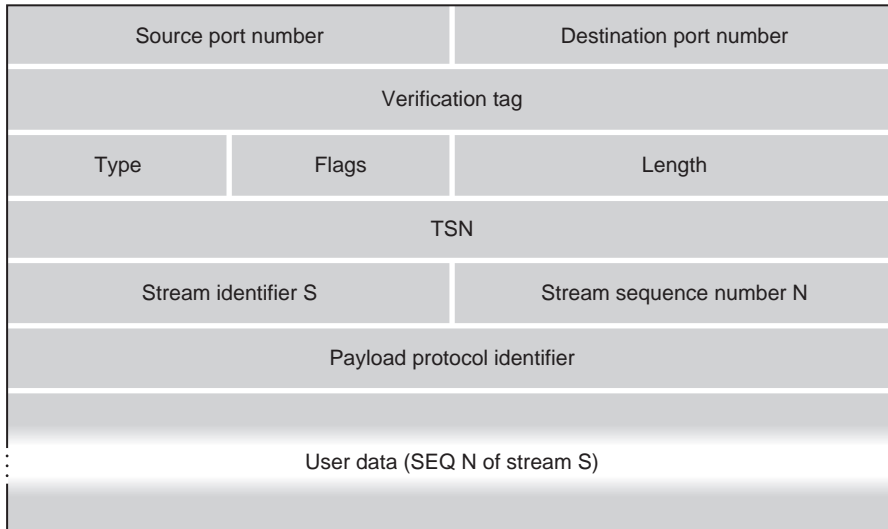 Source port number
Destination port number
Verification tag
Type
Flags
Length
TSN
Stream identifier S
Stream sequence number N
Payload protocol identifier
User data (SEQ N of stream S)